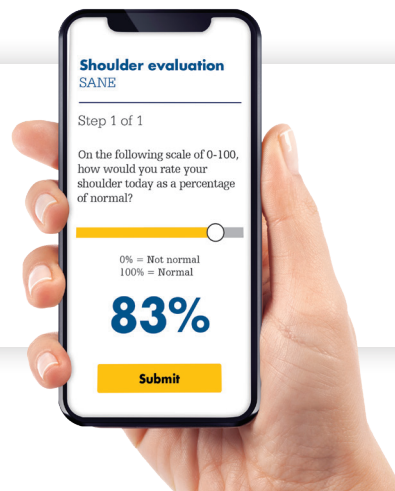 Shoulder evaluation
SANE
Step 1 of 1
On the following scale of 0-100,
how would you rate your
shoulder today as a percentage
of normal?
0% = Not normal
100% = Normal
83%
Submit